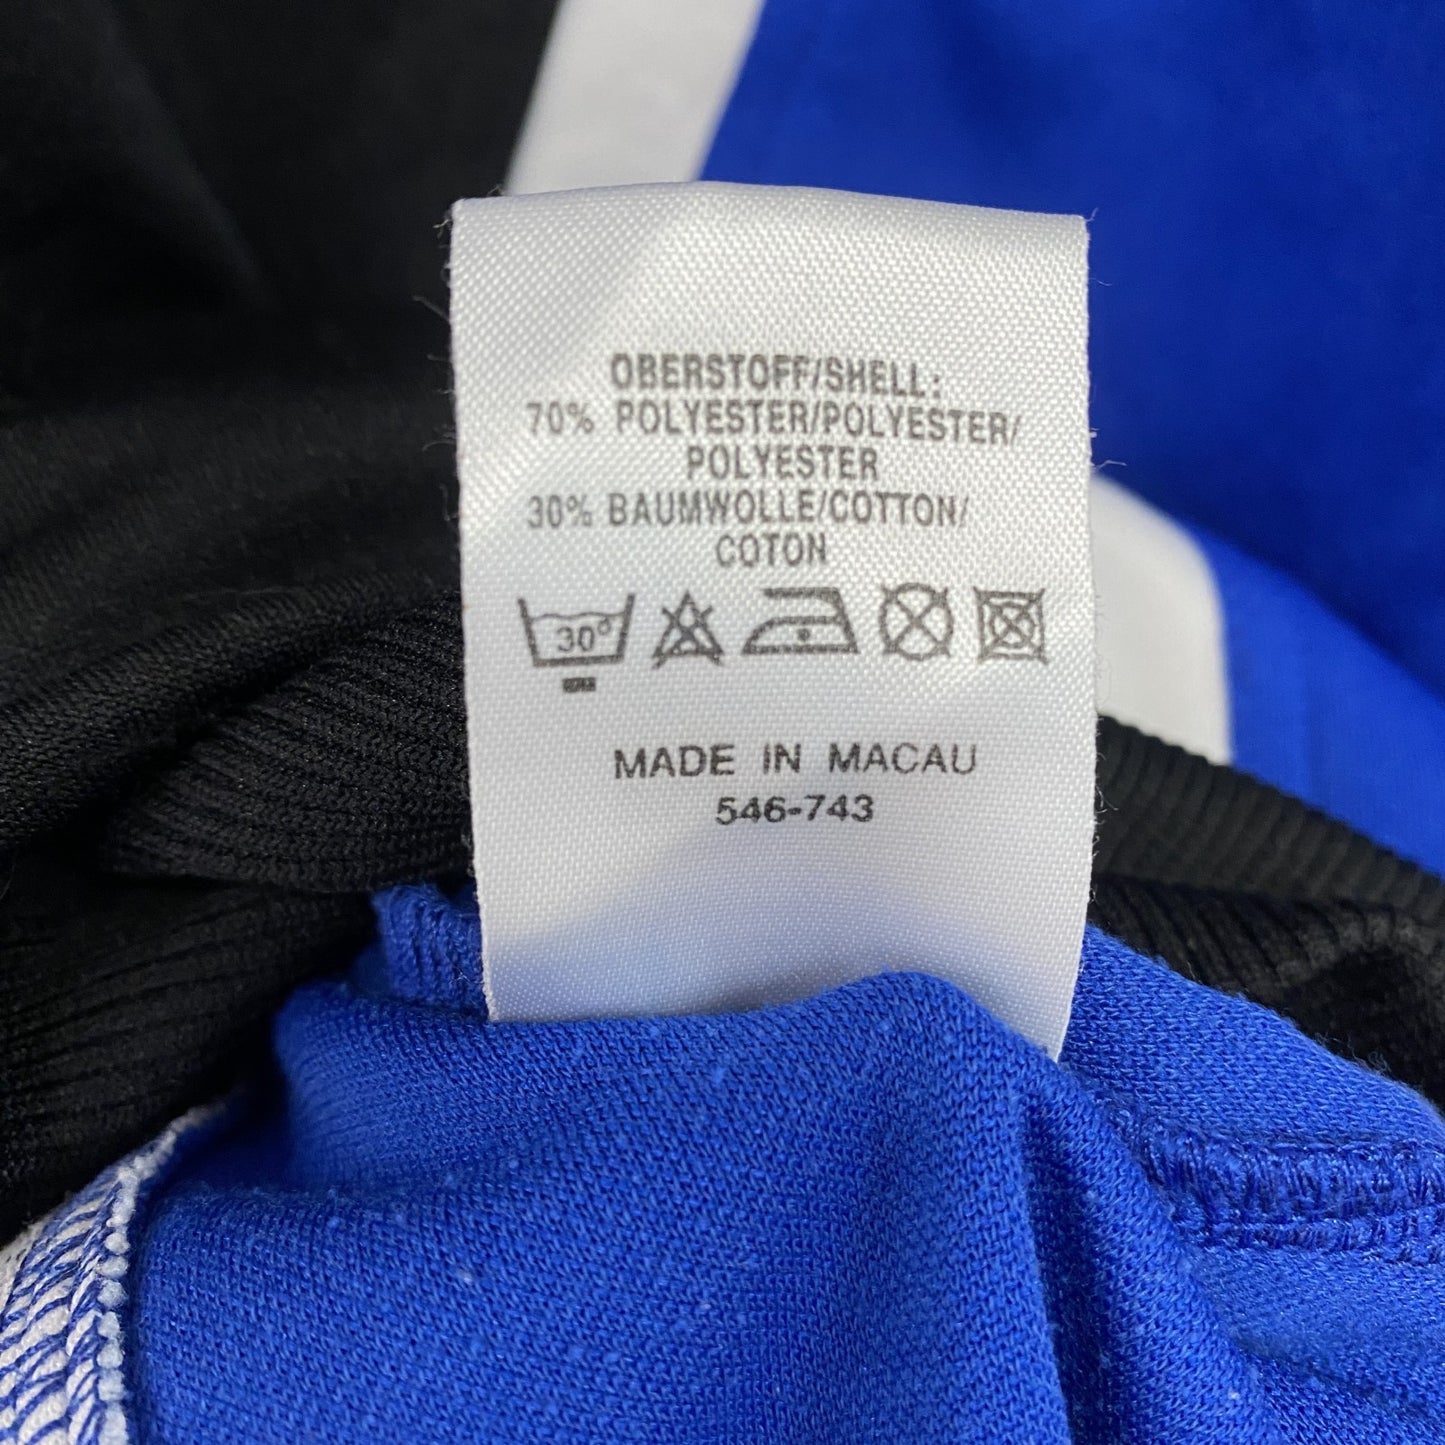 OBERSTOFF/SHELL:
70% POLYESTER/POLYESTER/
POLYESTER
30% BAUMWOLLE/COTTON/
COTON
30°
MADE IN MACAU
546-743